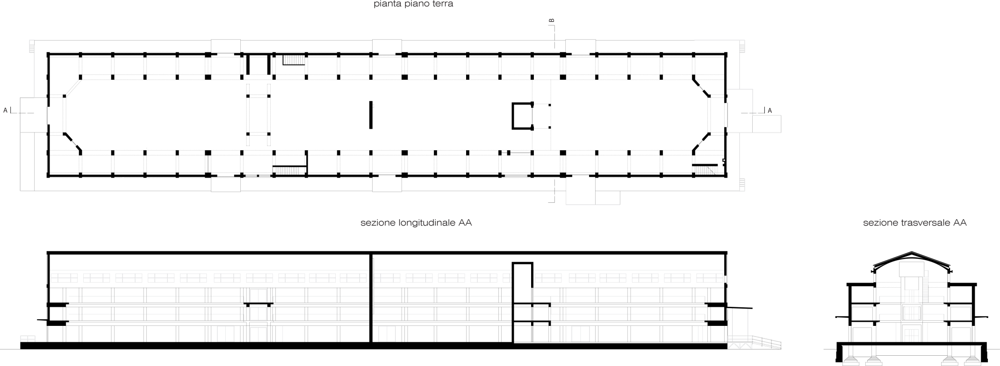 pianta piano terra
B
A
A
sezione longitudinale AA
sezione trasversale AA